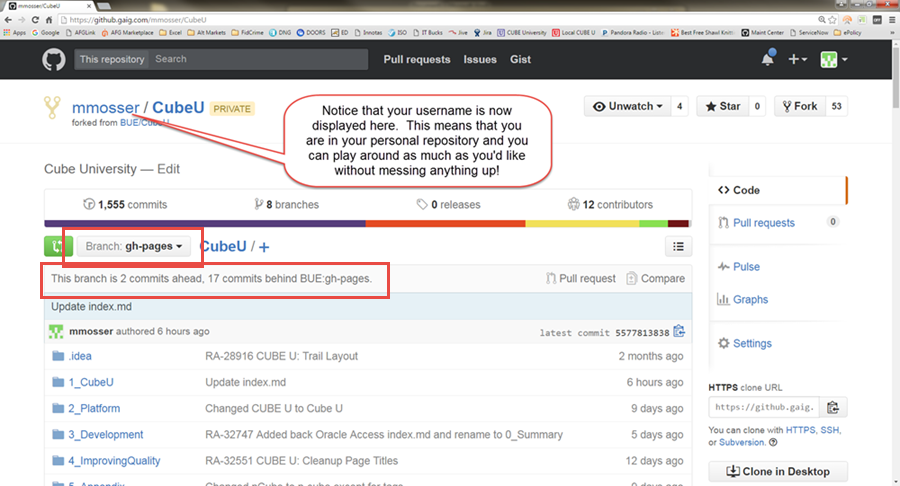 mmosser/CubeU
https://github.gaig.com/mmosser/CubeU
Apps Google AFGLink AFG Marketplace Excel Alt Markets FidCrime DNG DOORS ED Innotas ISO IT Bucks Jive Jira CUBE University Local CUBE U Pandora Radio - Listen Best Free Shawl Knitt Maint Center ServiceNow ePolicy
This repository Search Pull requests Issues Gist
mmosser / CubeU PRIVATE
forked from BUE/CubeU
Unwatch 4 Star 0 Fork 53
Notice that your username is now
displayed here. This means that you
are in your personal repository and you
can play around as much as you'd like
without messing anything up!
Cube University — Edit
1,555 commits 8 branches 0 releases 12 contributors
Branch: gh-pages CubeU / +
This branch is 2 commits ahead, 17 commits behind BUE:gh-pages. Pull request Compare
Update index.md
mmosser authored 6 hours ago latest commit 5577813838
.idea RA-28916 CUBE U: Trail Layout 2 months ago
1_CubeU Update index.md 6 hours ago
2_Platform Changed CUBE U to Cube U 9 days ago
3_Development RA-32747 Added back Oracle Access index.md and rename to 0_Summary 5 days ago
4_ImprovingQuality RA-32551 CUBE U: Cleanup Page Titles 12 days ago
5_Appendix Changed nCube to n-cube except for tags 9 days ago
Code
Pull requests 0
Pulse
Graphs
Settings
HTTPS clone URL
https://github.gaig.
You can clone with HTTPS, SSH,
or Subversion.
Clone in Desktop